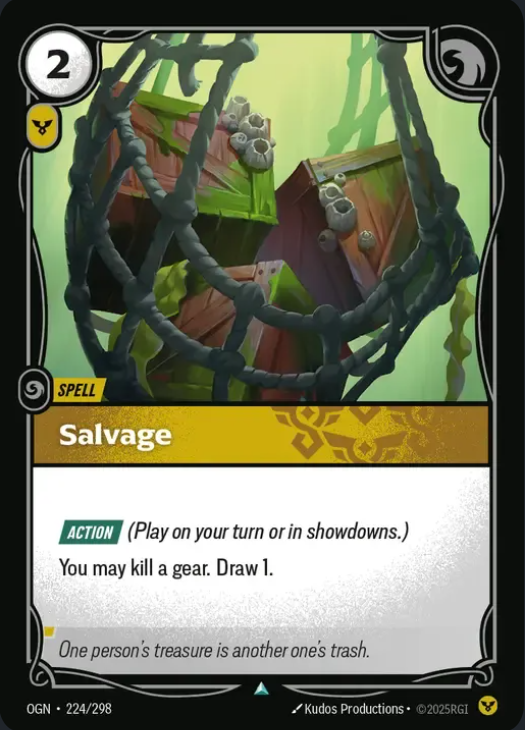 2
SPELL
Salvage
ACTION (Play on your turn or in showdowns.)
You may kill a gear. Draw 1.
One person's treasure is another one's trash.
OGN • 224/298
Kudos Productions • ©2025RGI